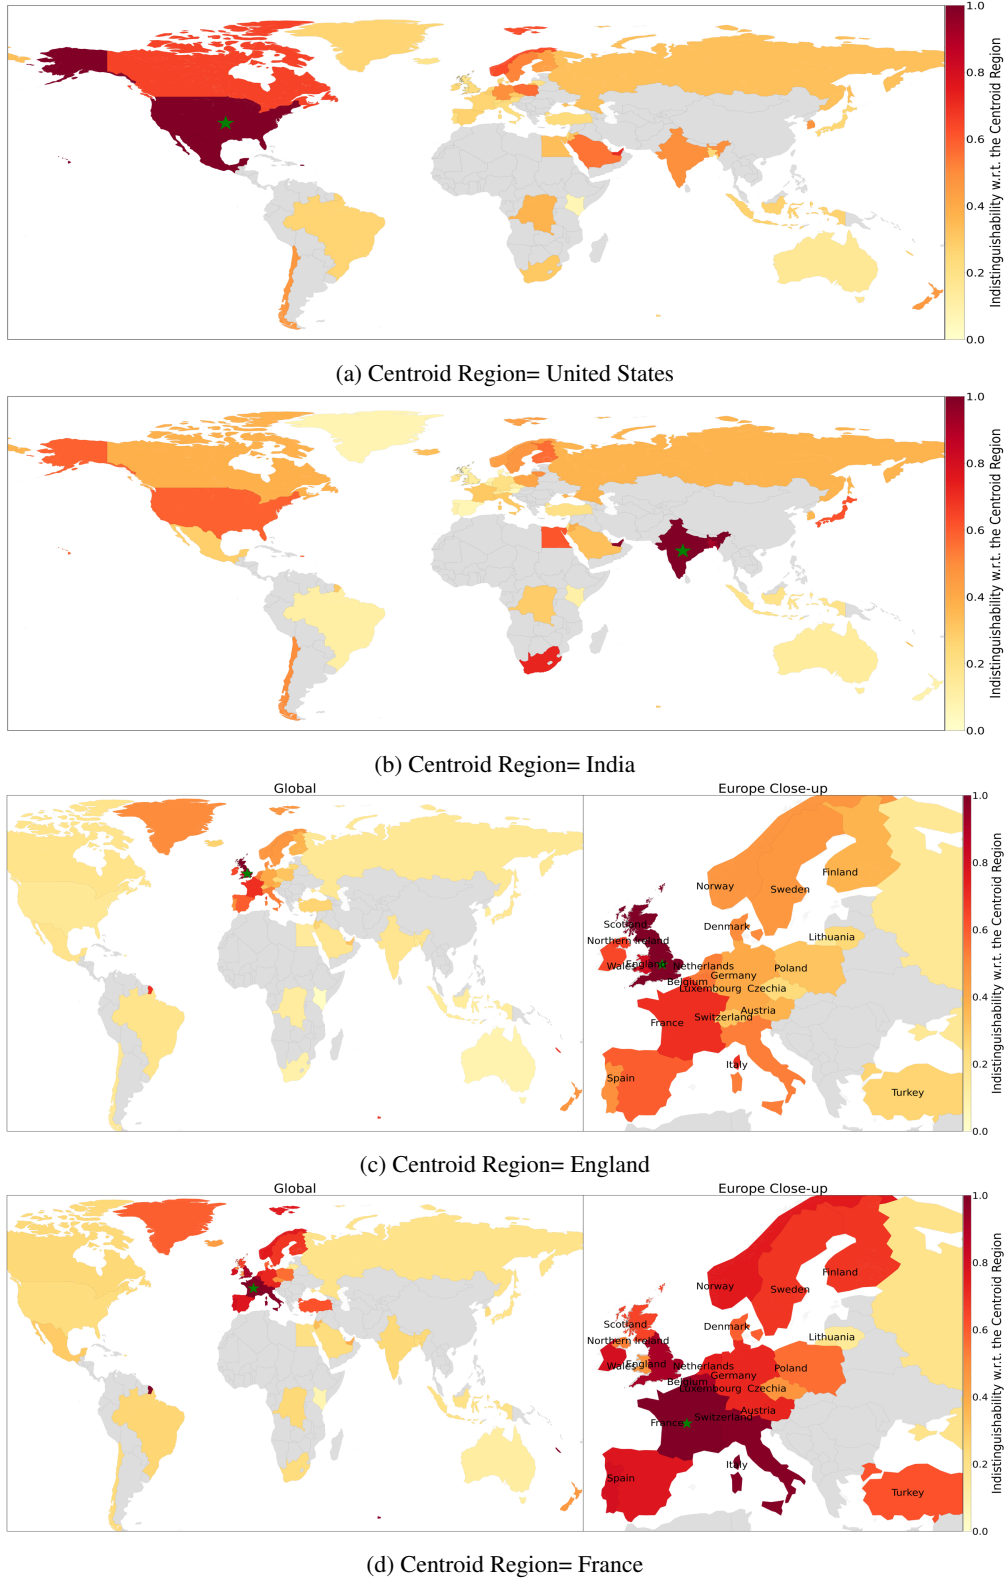 1.0
0.8
0.6
0.4
0.2
0.0
Indistinguishability w.r.t. the Centroid Region
(a) Centroid Region= United States
1.0
0.8
0.6
0.4
0.2
0.0
Indistinguishability w.r.t. the Centroid Region
(b) Centroid Region= India
Global
Europe Close-up
Norway
Sweden
Finland
Scotland
Denmark
Lithuania
Northern Ireland
Wales
England
Netherlands
Germany
Poland
Belgium
Luxembourg
Czechia
Austria
France
Switzerland
Italy
Spain
Turkey
1.0
0.8
0.6
0.4
0.2
0.0
Indistinguishability w.r.t. the Centroid Region
(c) Centroid Region= England
Global
Europe Close-up
Norway
Sweden
Finland
Scotland
Denmark
Lithuania
Northern Ireland
Wales
England
Netherlands
Germany
Poland
Belgium
Luxembourg
Czechia
Austria
France
Switzerland
Italy
Spain
Turkey
1.0
0.8
0.6
0.4
0.2
0.0
Indistinguishability w.r.t. the Centroid Region
(d) Centroid Region= France